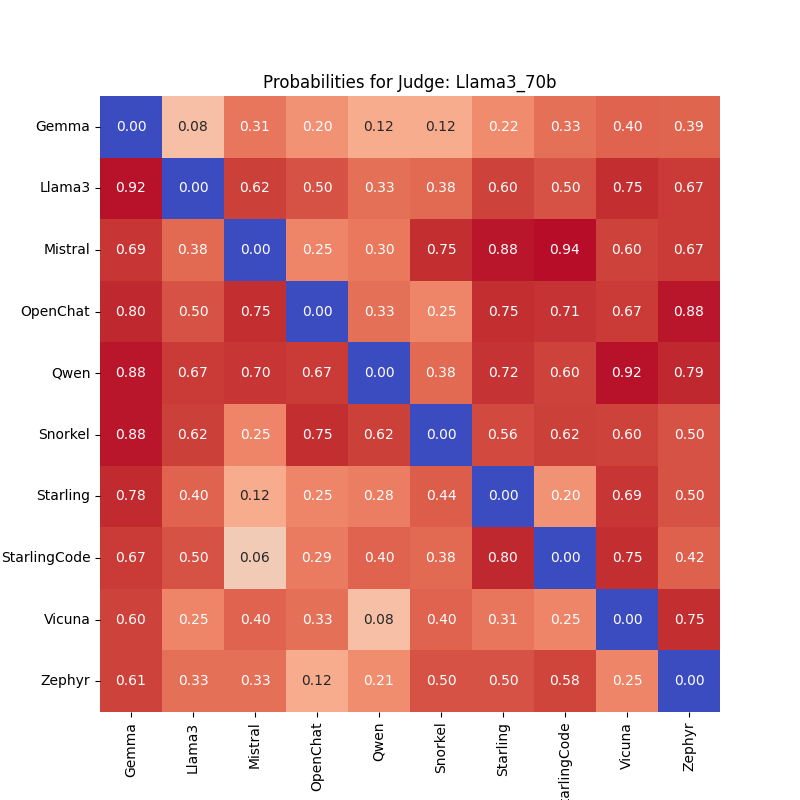 Probabilities for Judge: Llama3_70b
Gemma 0.00 0.08 0.31 0.20 0.12 0.12 0.22 0.33 0.40 0.39
Llama3 0.92 0.00 0.62 0.50 0.33 0.38 0.60 0.50 0.75 0.67
Mistral 0.69 0.38 0.00 0.25 0.30 0.75 0.88 0.94 0.60 0.67
OpenChat 0.80 0.50 0.75 0.00 0.33 0.25 0.75 0.71 0.67 0.88
Qwen 0.88 0.67 0.70 0.67 0.00 0.38 0.72 0.60 0.92 0.79
Snorkel 0.88 0.62 0.25 0.75 0.62 0.00 0.56 0.62 0.60 0.50
Starling 0.78 0.40 0.12 0.25 0.28 0.44 0.00 0.20 0.69 0.50
StarlingCode 0.67 0.50 0.06 0.29 0.40 0.38 0.80 0.00 0.75 0.42
Vicuna 0.60 0.25 0.40 0.33 0.08 0.40 0.31 0.25 0.00 0.75
Zephyr 0.61 0.33 0.33 0.12 0.21 0.50 0.50 0.58 0.25 0.00
Gemma Llama3 Mistral OpenChat Qwen Snorkel Starling arlingCode Vicuna Zephyr